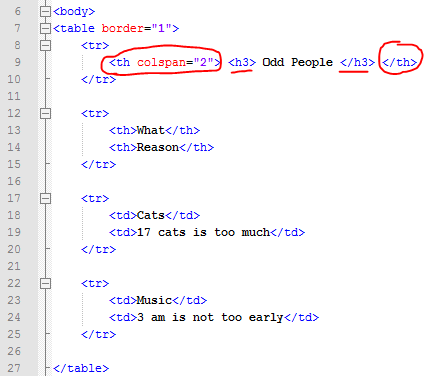 6 <body>
7 <table border="1">
8 <tr>
9 <th colspan="2"> <h3> Odd People </h3> </th>
10 </tr>
11
12 <tr>
13 <th>What</th>
14 <th>Reason</th>
15 </tr>
16
17 <tr>
18 <td>Cats</td>
19 <td>17 cats is too much</td>
20 </tr>
21
22 <tr>
23 <td>Music</td>
24 <td>3 am is not too early</td>
25 </tr>
26
27 </table>